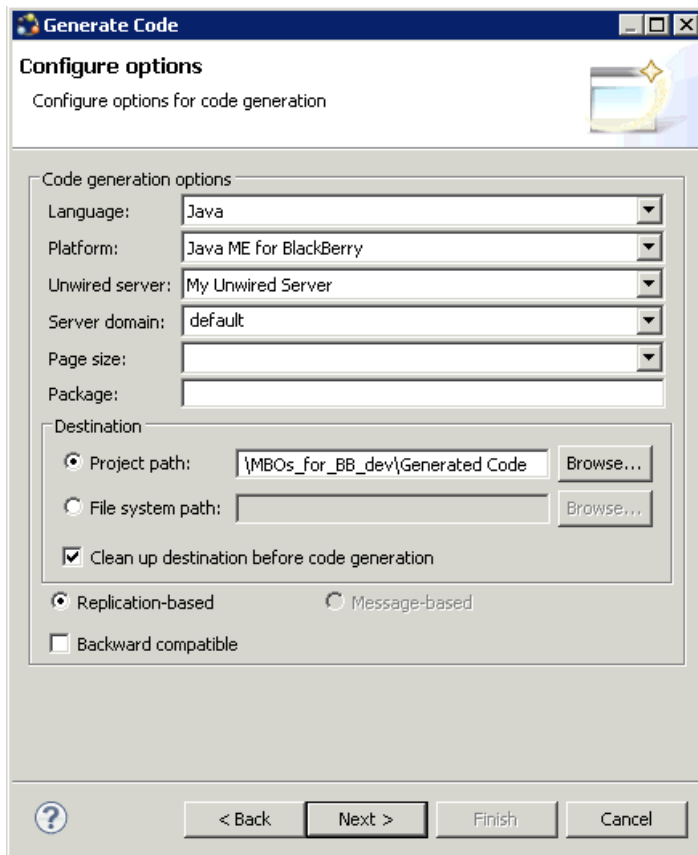 Generate Code
Configure options
Configure options for code generation
Code generation options
Language: Java
Platform: Java ME for BlackBerry
Unwired server: My Unwired Server
Server domain: default
Page size:
Package:
Destination
Project path: \MBOs_for_BB_dev\Generated Code Browse...
File system path: Browse...
Clean up destination before code generation
Replication-based Message-based
Backward compatible
? < Back Next > Finish Cancel